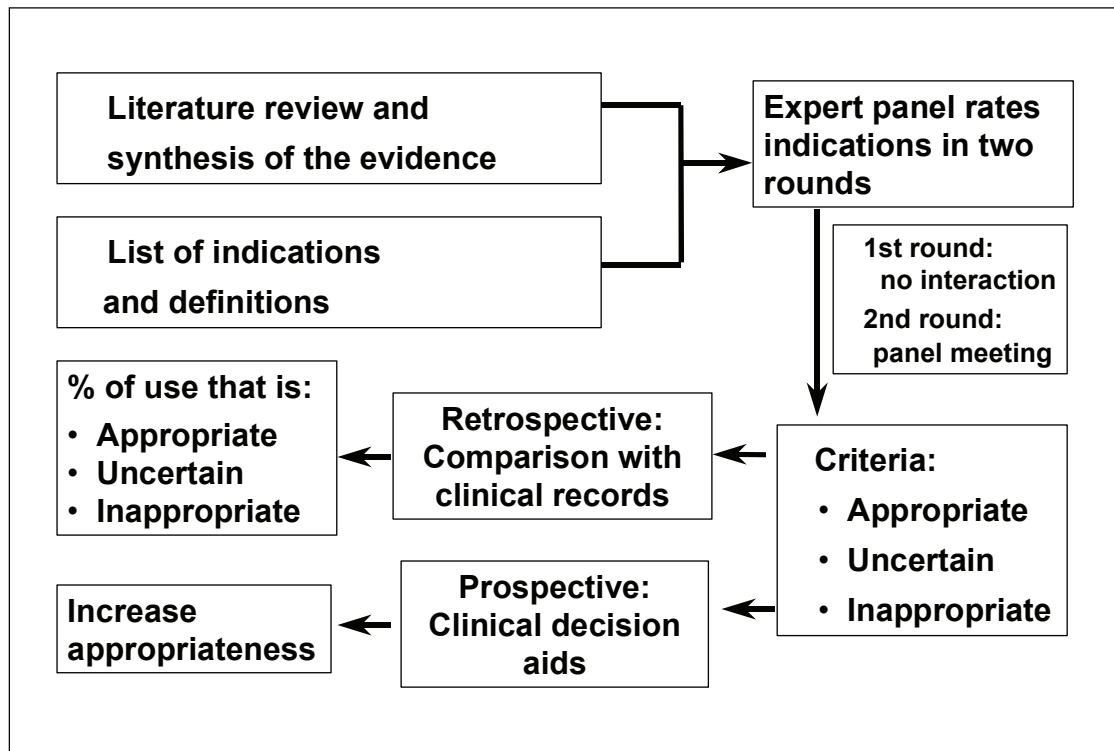 Literature review and
synthesis of the evidence
List of indications
and definitions
Expert panel rates
indications in two
rounds
1st round:
no interaction
2nd round:
panel meeting
Criteria:
• Appropriate
• Uncertain
• Inappropriate
Retrospective:
Comparison with
clinical records
% of use that is:
• Appropriate
• Uncertain
• Inappropriate
Prospective:
Clinical decision
aids
Increase
appropriateness